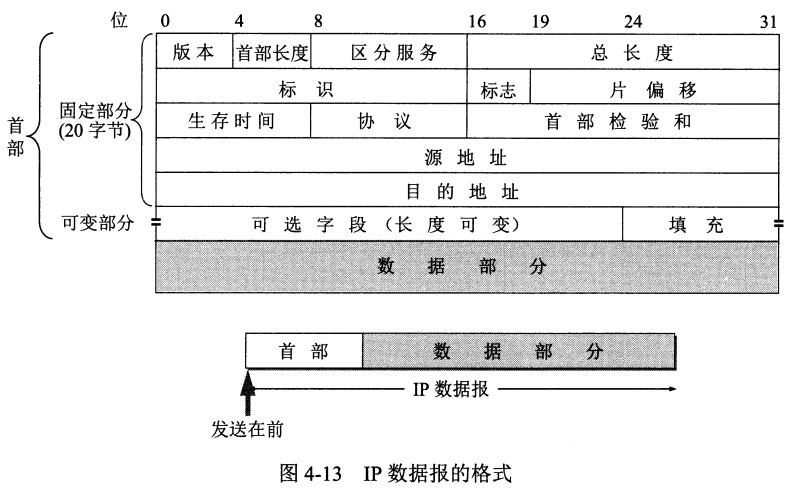 位 0 4 8 16 19 24 31
版本 首部长度 区分服务 总长度
标识 标志 片偏移
生存时间 协议 首部检验和
源地址
目的地址
可选字段（长度可变） 填充
数据部分
首部
固定部分
(20 字节)
可变部分
首部 数据部分
IP 数据报
发送在前
图 4-13 IP 数据报的格式